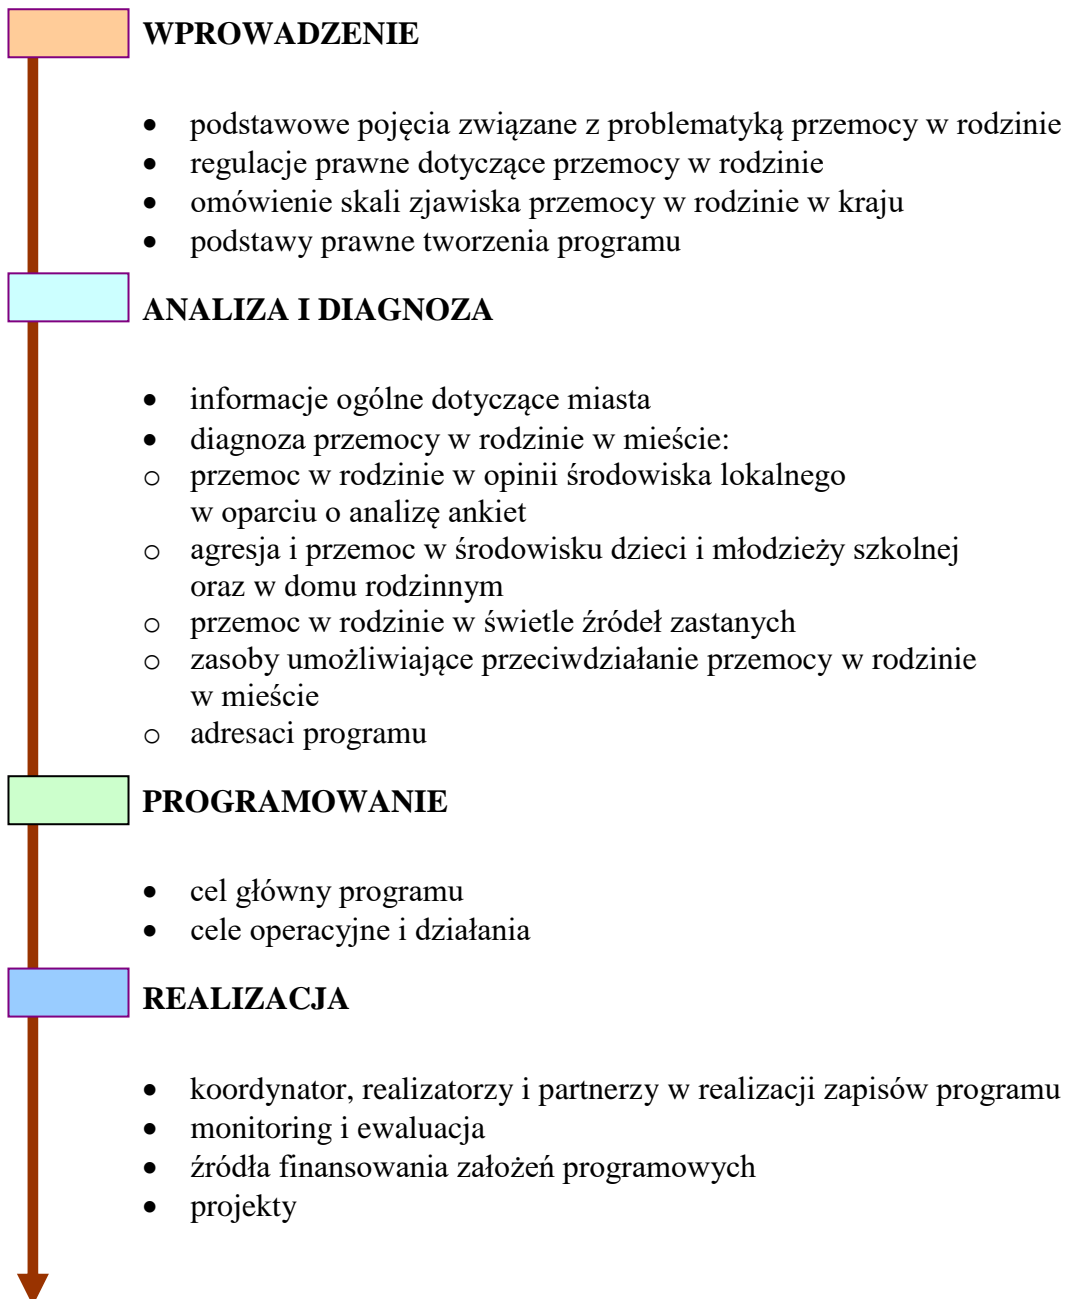 WPROWADZENIE
• podstawowe pojęcia związane z problematyką przemocy w rodzinie
• regulacje prawne dotyczące przemocy w rodzinie
• omówienie skali zjawiska przemocy w rodzinie w kraju
• podstawy prawne tworzenia programu
ANALIZA I DIAGNOZA
• informacje ogólne dotyczące miasta
• diagnoza przemocy w rodzinie w mieście:
o przemoc w rodzinie w opinii środowiska lokalnego
w oparciu o analizę ankiet
o agresja i przemoc w środowisku dzieci i młodzieży szkolnej
oraz w domu rodzinnym
o przemoc w rodzinie w świetle źródeł zastanych
o zasoby umożliwiające przeciwdziałanie przemocy w rodzinie
w mieście
o adresaci programu
PROGRAMOWANIE
• cel główny programu
• cele operacyjne i działania
REALIZACJA
• koordynator, realizatorzy i partnerzy w realizacji zapisów programu
• monitoring i ewaluacja
• źródła finansowania założeń programowych
• projekty